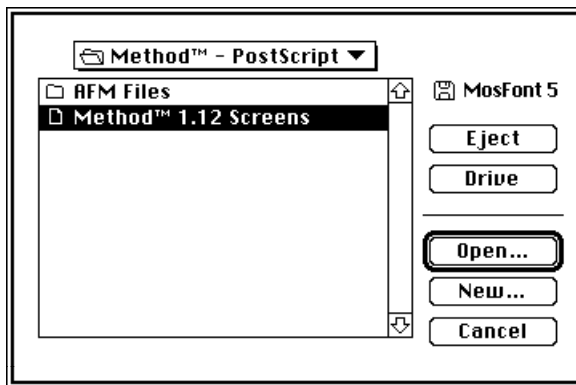 Method™ - PostScript
AFM Files
Method™ 1.12 Screens
MosFont 5
Eject
Drive
Open...
New...
Cancel